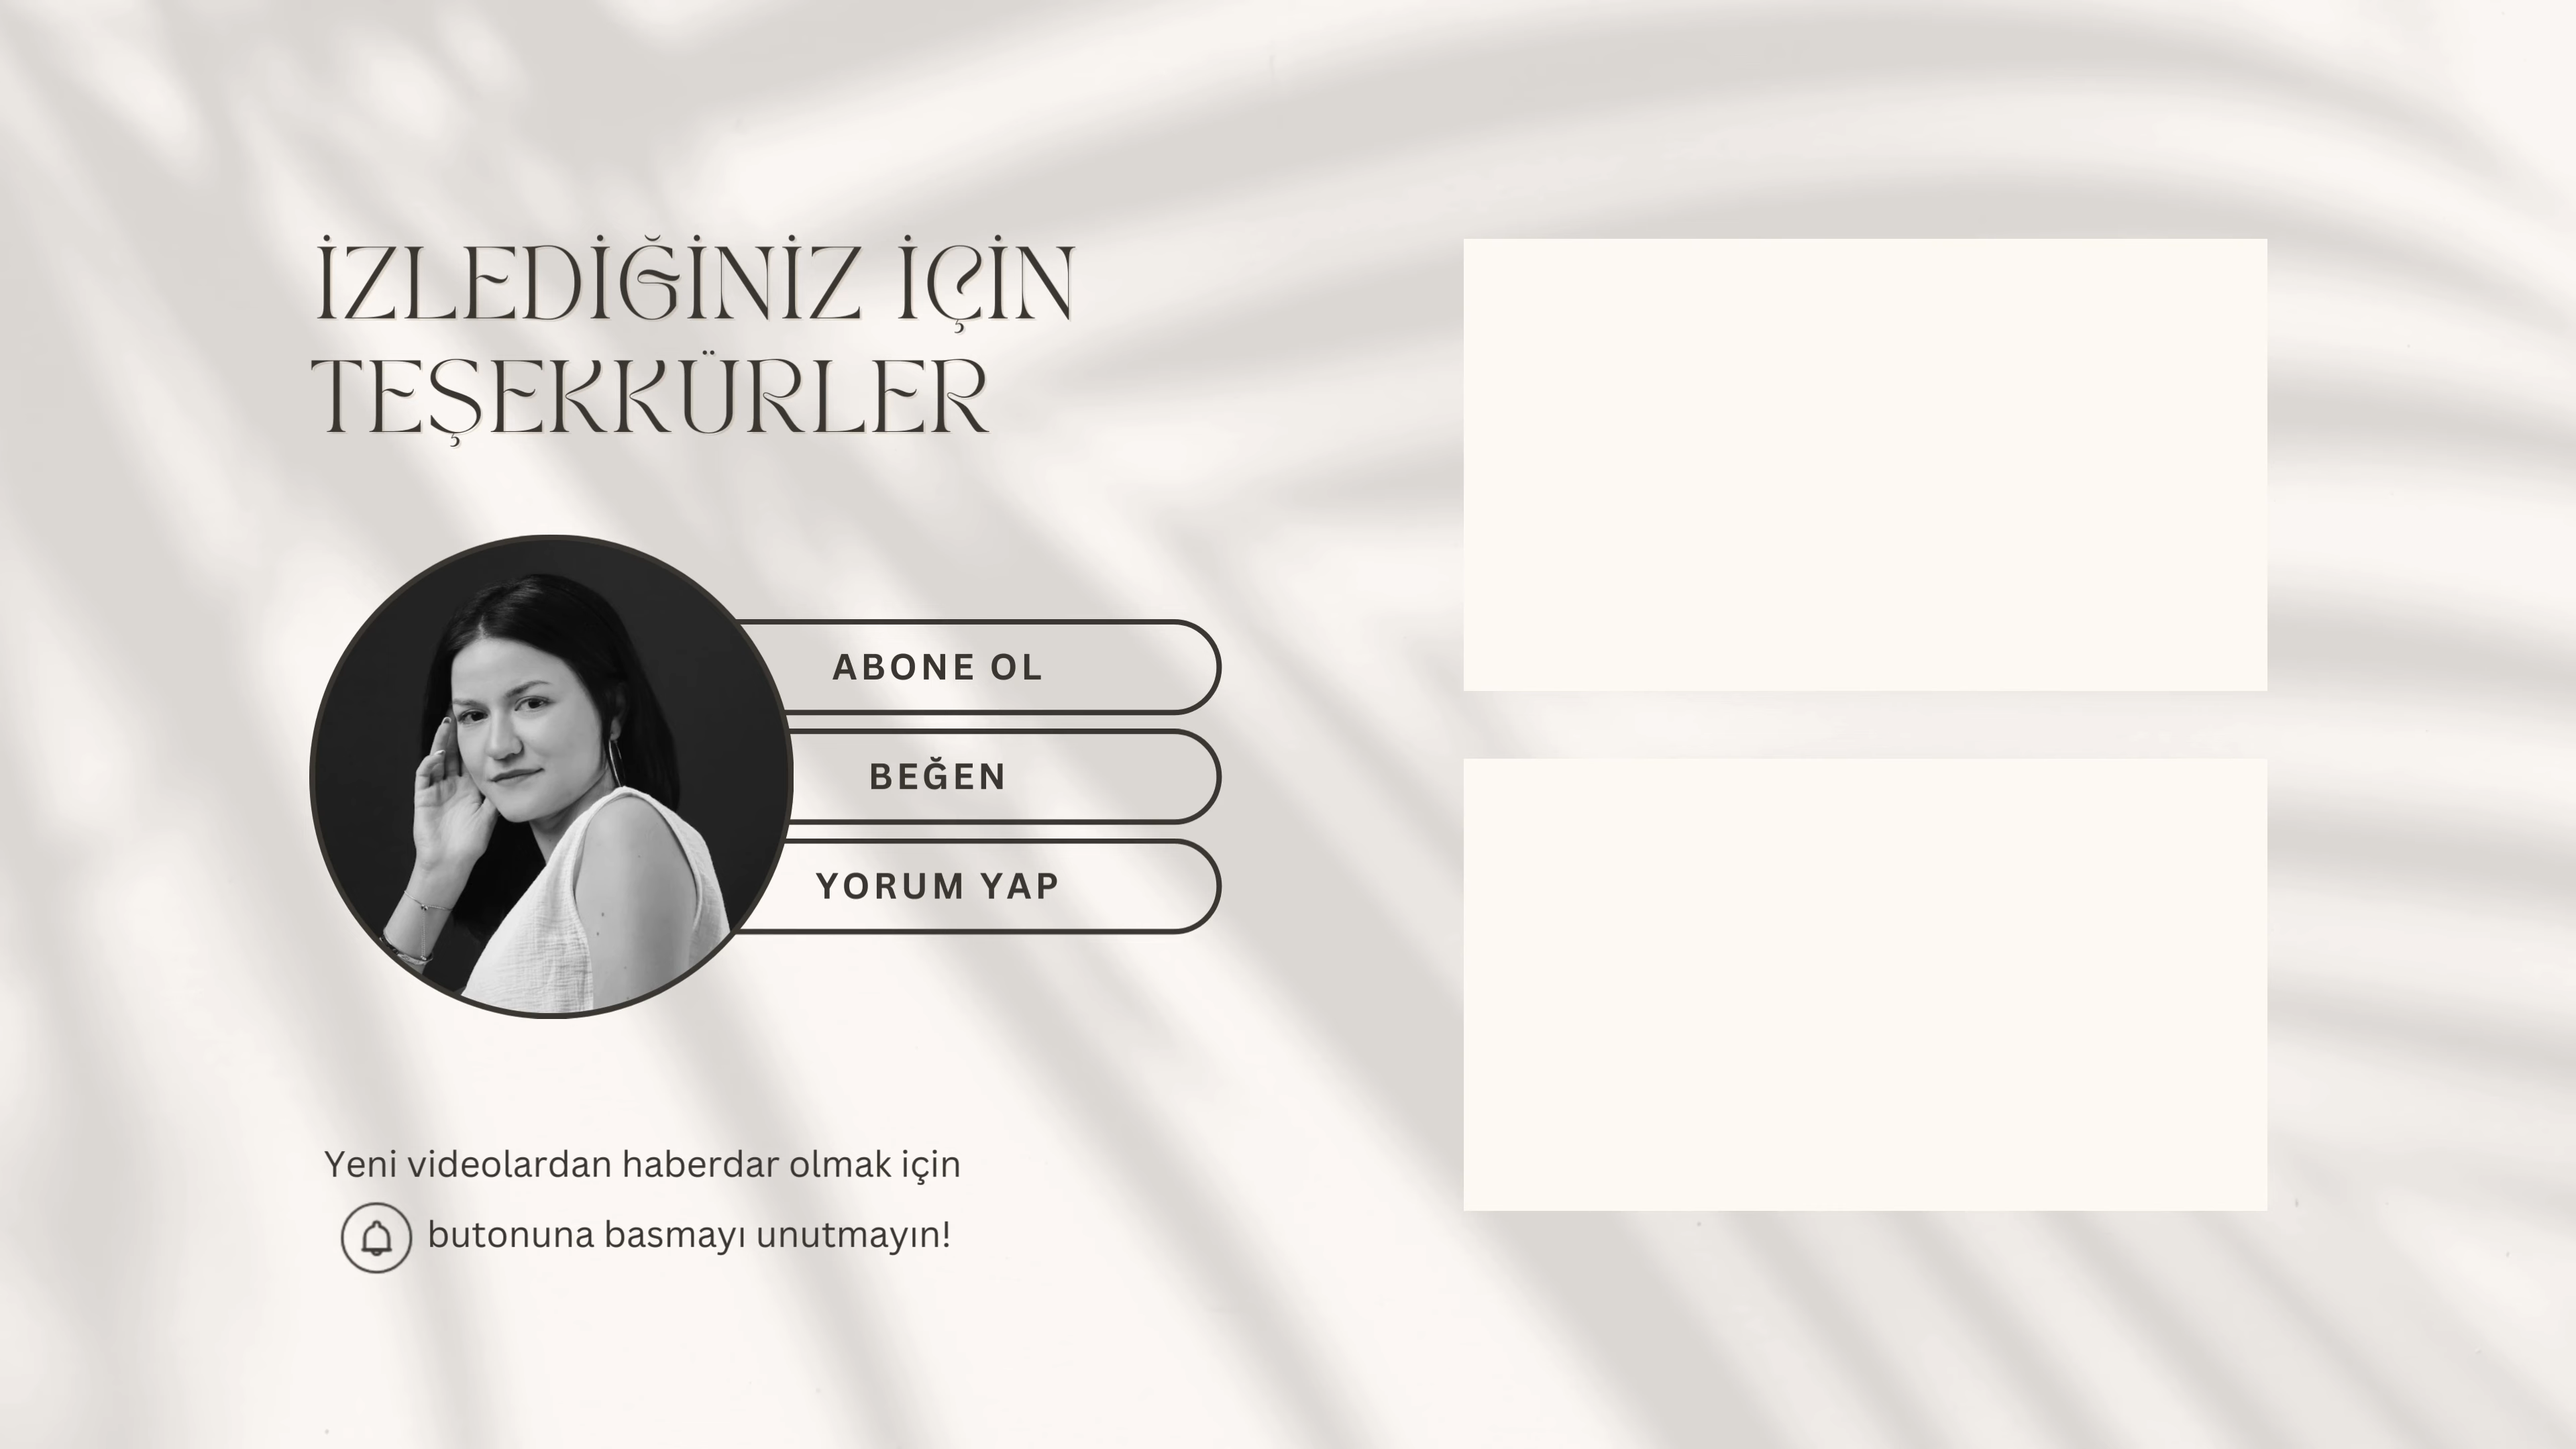 İZLEDİĞİNİZ İÇİN
TEŞEKKÜRLER
ABONE OL
BEĞEN
YORUM YAP
Yeni videolardan haberdar olmak için
butonuna basmayı unutmayın!